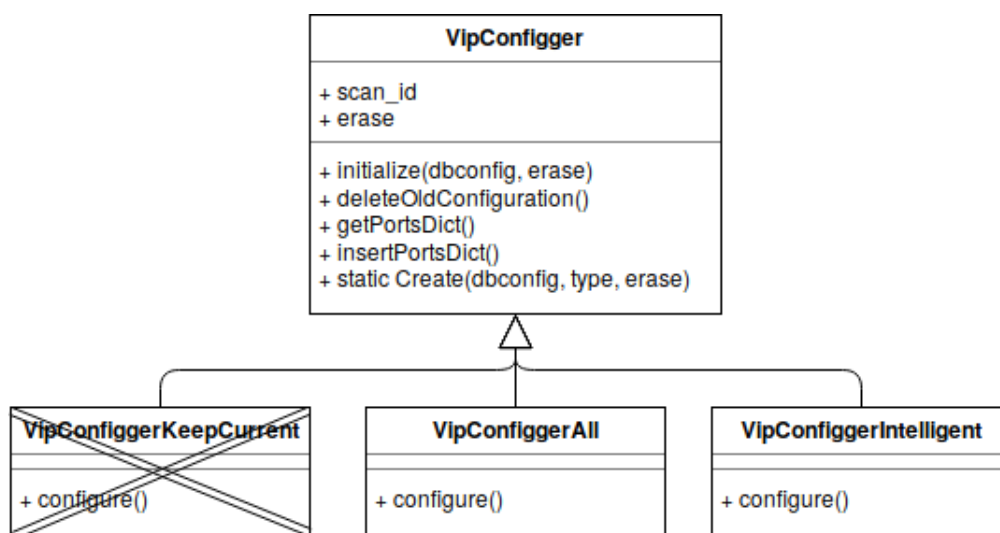 VipConfigger
+ scan_id
+ erase
+ initialize(dbconfig, erase)
+ deleteOldConfiguration()
+ getPortsDict()
+ insertPortsDict()
+ static Create(dbconfig, type, erase)
VipConfiggerKeepCurrent
+ configure()
VipConfiggerAll
+ configure()
VipConfiggerIntelligent
+ configure()